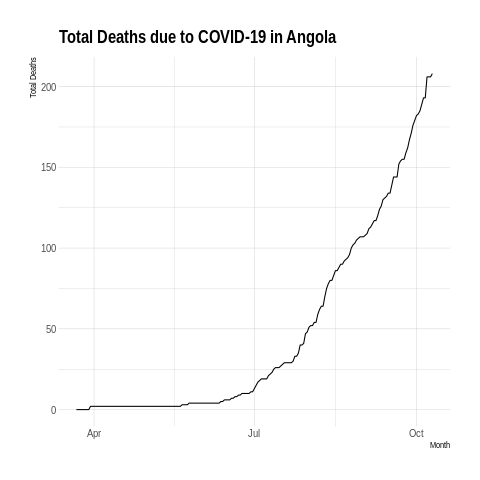 Total Deaths due to COVID-19 in Angola
Total Deaths
200
150
100
50
0
Apr
Jul
Oct
Month